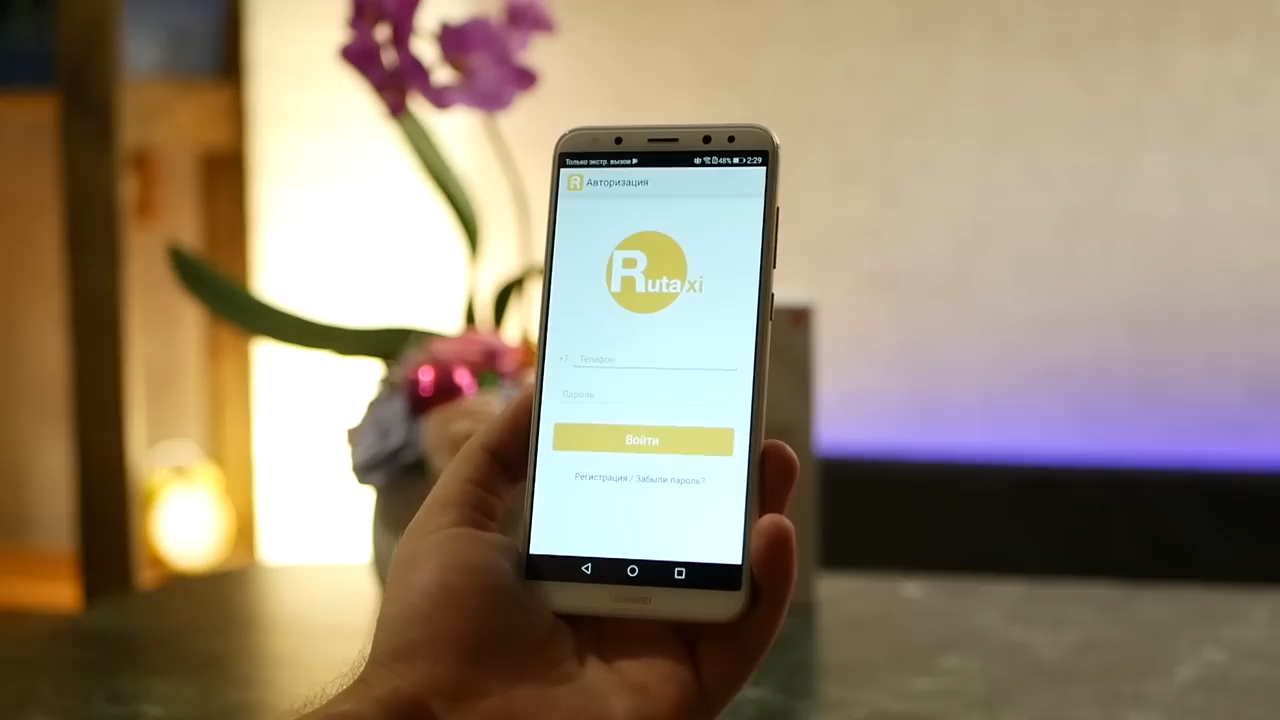 Только экстр. вызов
48% 2:29
R Авторизация
Rutaxi
+7 Телефон
Пароль
Войти
Регистрация / Забыли пароль?
HUAWEI